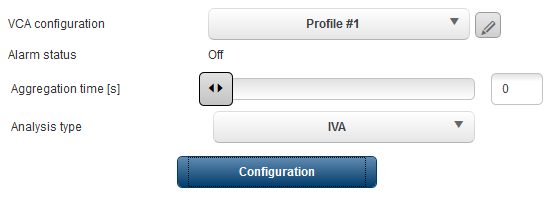 VCA configuration Profile #1
Alarm status Off
Aggregation time [s] 0
Analysis type IVA
Configuration